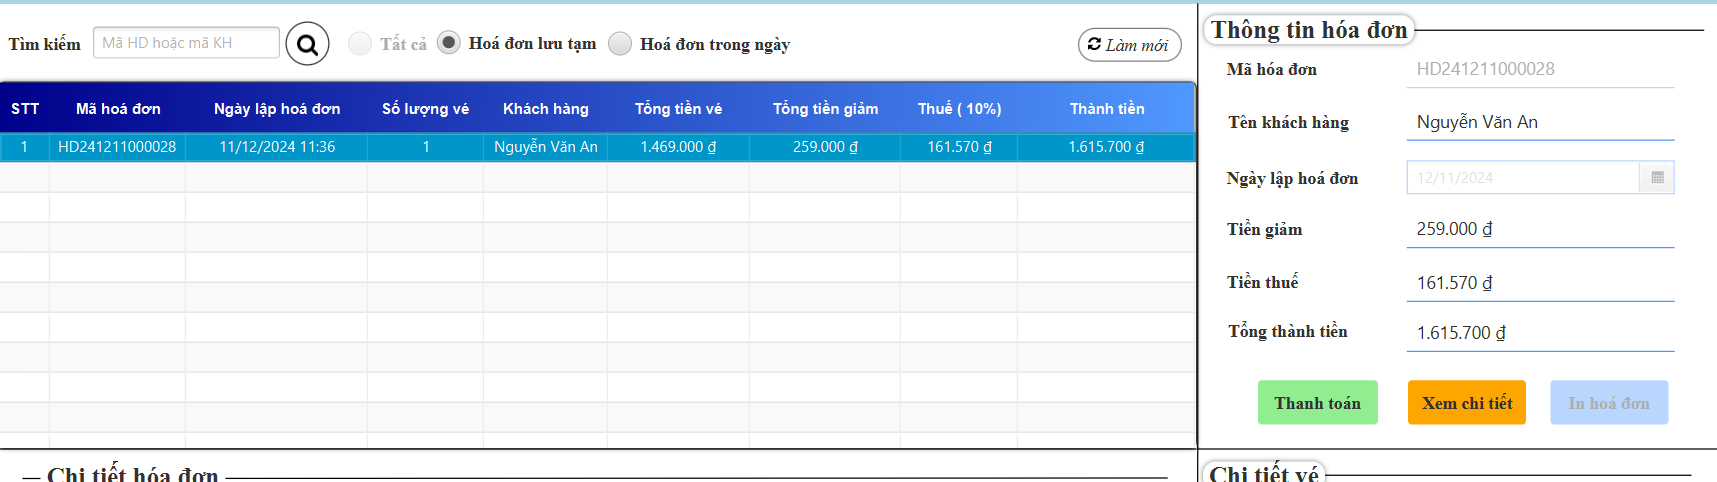 Tìm kiếm Mã HD hoặc mã KH Tất cả Hoá đơn lưu tạm Hoá đơn trong ngày Làm mới
STT Mã hoá đơn Ngày lập hoá đơn Số lượng vé Khách hàng Tổng tiền vé Tổng tiền giảm Thuế ( 10%) Thành tiền
1 HD241211000028 11/12/2024 11:36 1 Nguyễn Văn An 1.469.000 ₫ 259.000 ₫ 161.570 ₫ 1.615.700 ₫
Chi tiết hóa đơn
Thông tin hóa đơn
Mã hóa đơn HD241211000028
Tên khách hàng Nguyễn Văn An
Ngày lập hoá đơn 12/11/2024
Tiền giảm 259.000 ₫
Tiền thuế 161.570 ₫
Tổng thành tiền 1.615.700 ₫
Thanh toán Xem chi tiết In hoá đơn
Chi tiết vé